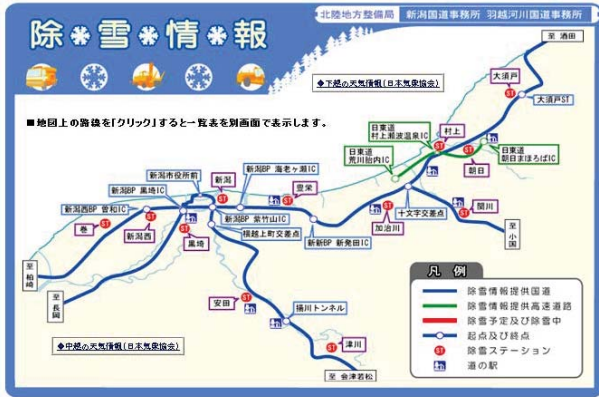 北陸地方整備局 新潟国道事務所 羽越河川国道事務所
除雪情報
至 酒田
◆下越の天気情報(日本気象協会)
大須戸
ST
大須戸ST
■地図上の路線を「クリック」すると一覧表を別画面で表示します。
日東道
村上瀬波温泉IC
村上
ST
日東道
荒川胎内IC
日東道
朝日まほろばIC
朝日
ST
新潟市役所前
新潟BP 海老ヶ瀬IC
新潟BP 黒埼IC
新潟
ST
豊栄
ST
新潟西BP 曽和IC
新潟BP 紫竹山IC
十文字交差点
関川
ST
巻
ST
新潟西
ST
黒埼
ST
横越上町交差点
新新BP 新発田IC
加治川
ST
至 小国
至 柏崎
至 長岡
安田
ST
揚川トンネル
津川
ST
◆中越の天気情報(日本気象協会)
至 会津若松
凡例
除雪情報提供国道
除雪情報提供高速道路
除雪予定及び除雪中
起点及び終点
ST 除雪ステーション
道の駅